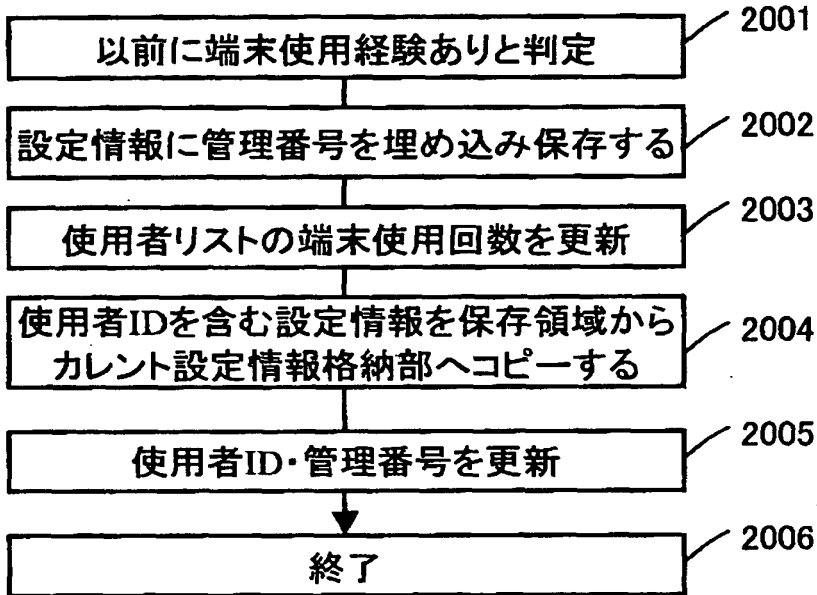 2001
以前に端末使用経験ありと判定
2002
設定情報に管理番号を埋め込み保存する
2003
使用者リストの端末使用回数を更新
使用者IDを含む設定情報を保存領域から
カレント設定情報格納部へコピーする
2004
2005
使用者ID・管理番号を更新
2006
終了